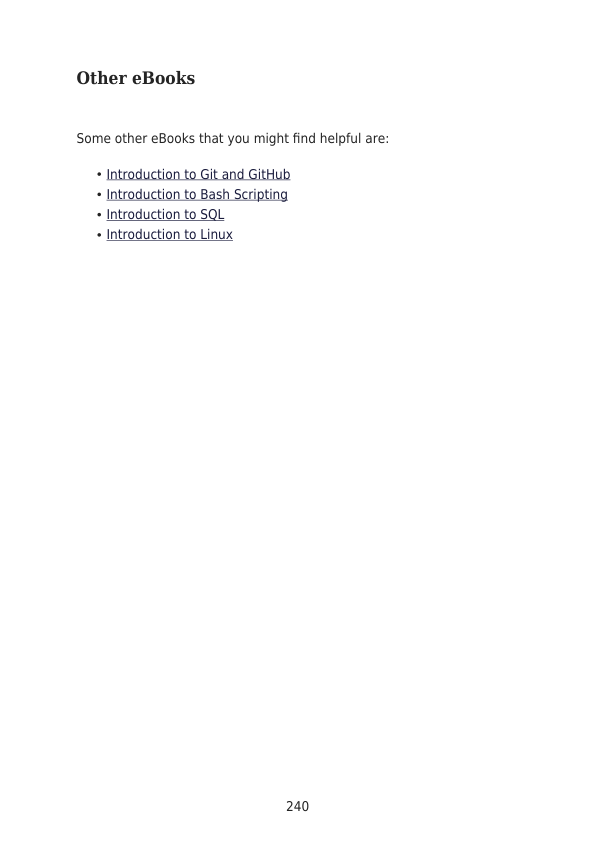 Other eBooks
Some other eBooks that you might find helpful are:
• Introduction to Git and GitHub
• Introduction to Bash Scripting
• Introduction to SQL
• Introduction to Linux
240